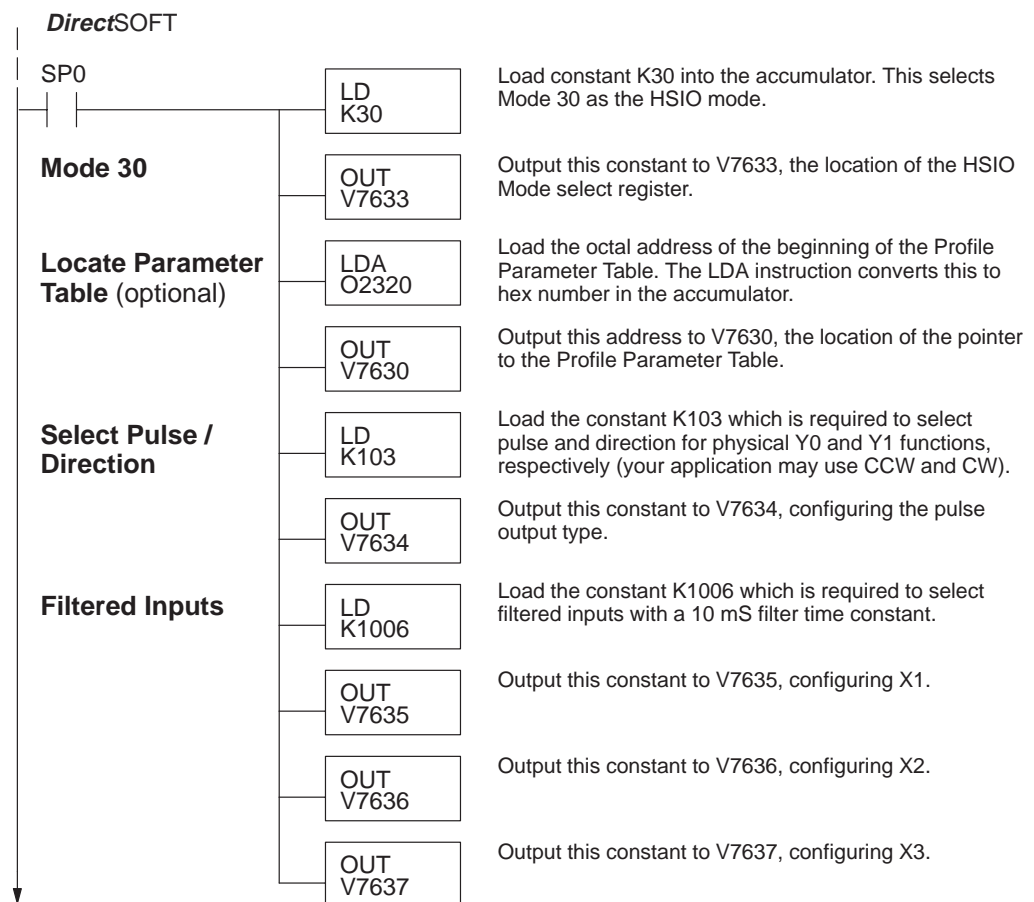 DirectSOFT
SP0
LD
K30
Load constant K30 into the accumulator. This selects
Mode 30 as the HSIO mode.
Mode 30
OUT
V7633
Output this constant to V7633, the location of the HSIO
Mode select register.
Locate Parameter
Table (optional)
LDA
O2320
Load the octal address of the beginning of the Profile
Parameter Table. The LDA instruction converts this to
hex number in the accumulator.
OUT
V7630
Output this address to V7630, the location of the pointer
to the Profile Parameter Table.
Select Pulse /
Direction
LD
K103
Load the constant K103 which is required to select
pulse and direction for physical Y0 and Y1 functions,
respectively (your application may use CCW and CW).
OUT
V7634
Output this constant to V7634, configuring the pulse
output type.
Filtered Inputs
LD
K1006
Load the constant K1006 which is required to select
filtered inputs with a 10 mS filter time constant.
OUT
V7635
Output this constant to V7635, configuring X1.
OUT
V7636
Output this constant to V7636, configuring X2.
OUT
V7637
Output this constant to V7637, configuring X3.